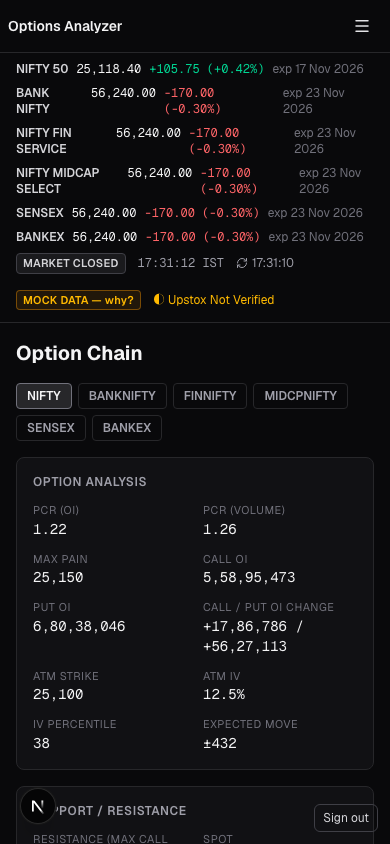 Options Analyzer
NIFTY 50 25,118.40 +105.75 (+0.42%) exp 17 Nov 2026
BANK NIFTY 56,240.00 -170.00 (-0.30%) exp 23 Nov 2026
NIFTY FIN SERVICE 56,240.00 -170.00 (-0.30%) exp 23 Nov 2026
NIFTY MIDCAP SELECT 56,240.00 -170.00 (-0.30%) exp 23 Nov 2026
SENSEX 56,240.00 -170.00 (-0.30%) exp 23 Nov 2026
BANKEX 56,240.00 -170.00 (-0.30%) exp 23 Nov 2026
MARKET CLOSED 17:31:12 IST 17:31:10
MOCK DATA — why? Upstox Not Verified
Option Chain
NIFTY BANKNIFTY FINNIFTY MIDCPNIFTY
SENSEX BANKEX
OPTION ANALYSIS
PCR (OI) PCR (VOLUME)
1.22 1.26
MAX PAIN CALL OI
25,150 5,58,95,473
PUT OI CALL / PUT OI CHANGE
6,80,38,046 +17,86,786 /
+56,27,113
ATM STRIKE ATM IV
25,100 12.5%
IV PERCENTILE EXPECTED MOVE
38 ±432
N PORT / RESISTANCE
Sign out
RESISTANCE (MAX CALL SPOT